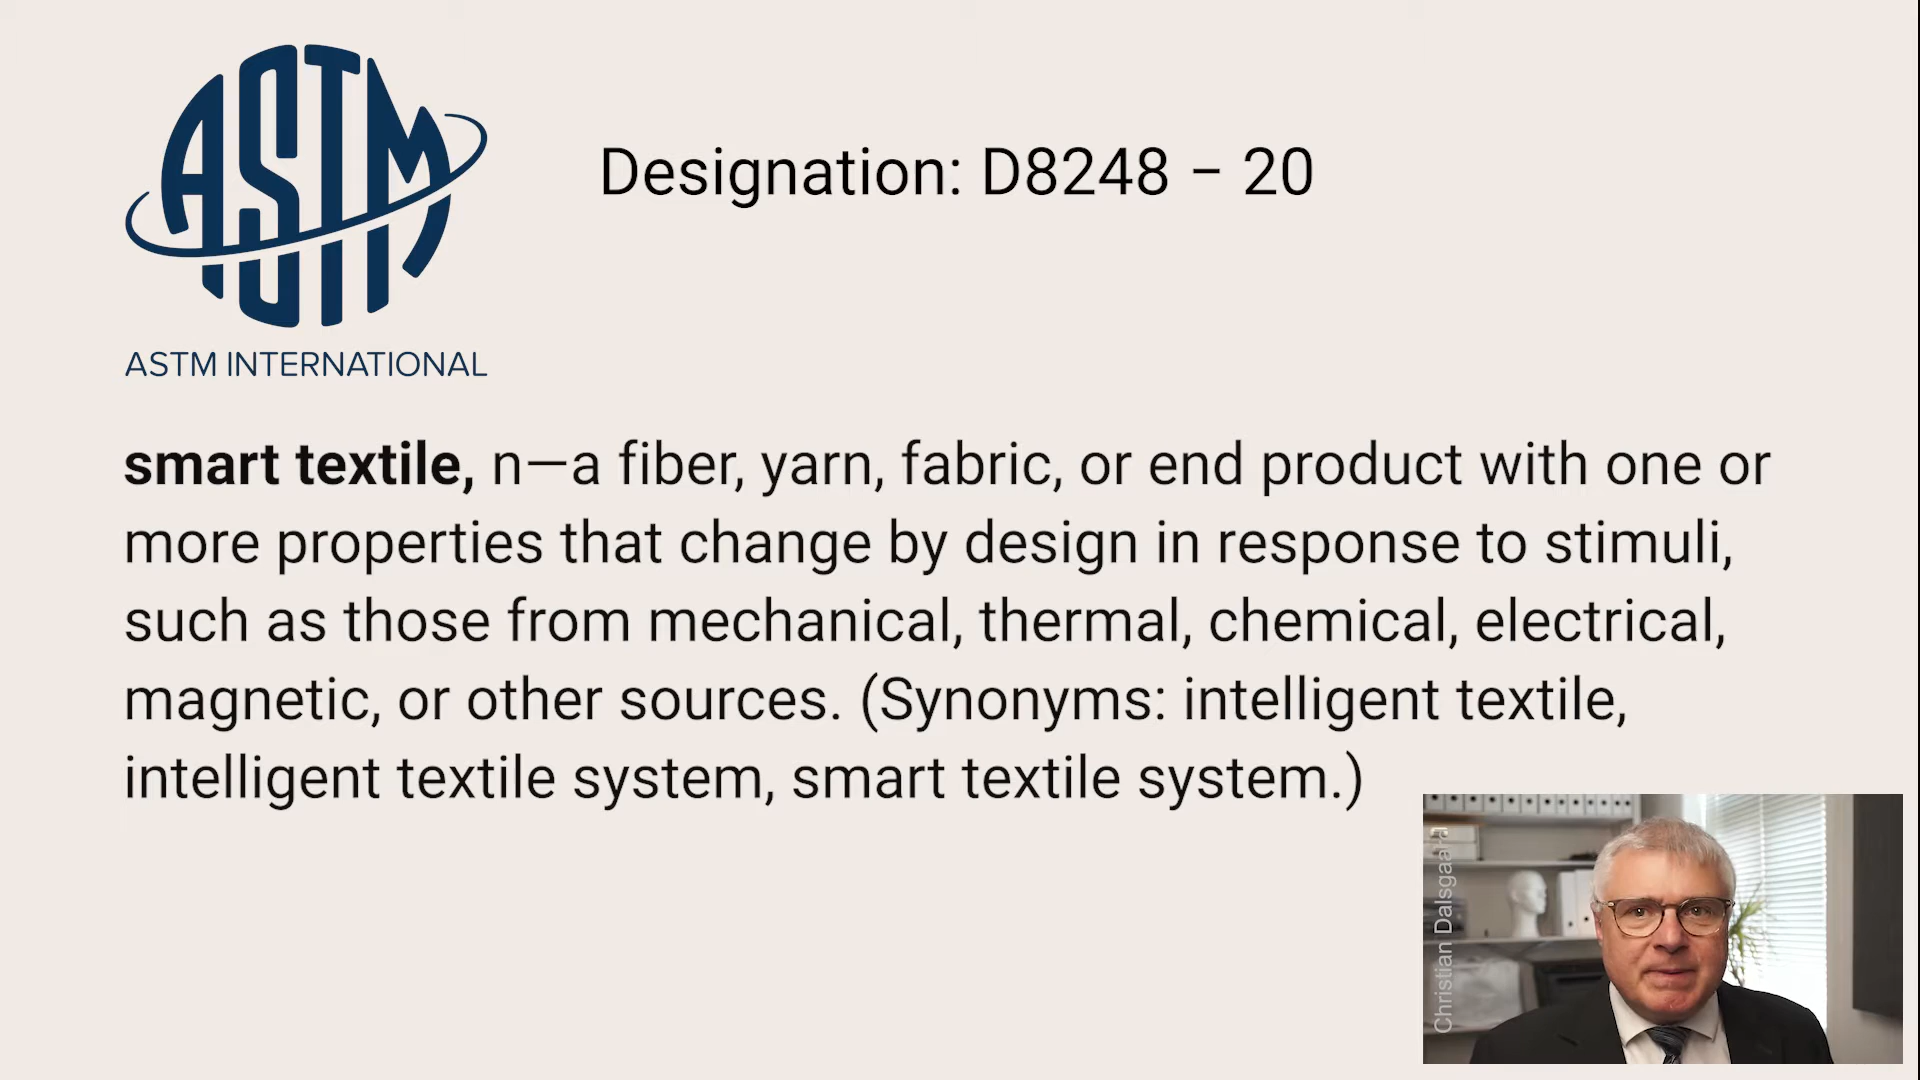 ASTM
ASTM INTERNATIONAL
Designation: D8248 – 20
smart textile, n—a fiber, yarn, fabric, or end product with one or
more properties that change by design in response to stimuli,
such as those from mechanical, thermal, chemical, electrical,
magnetic, or other sources. (Synonyms: intelligent textile,
intelligent textile system, smart textile system.)
Christian Dalsgaard